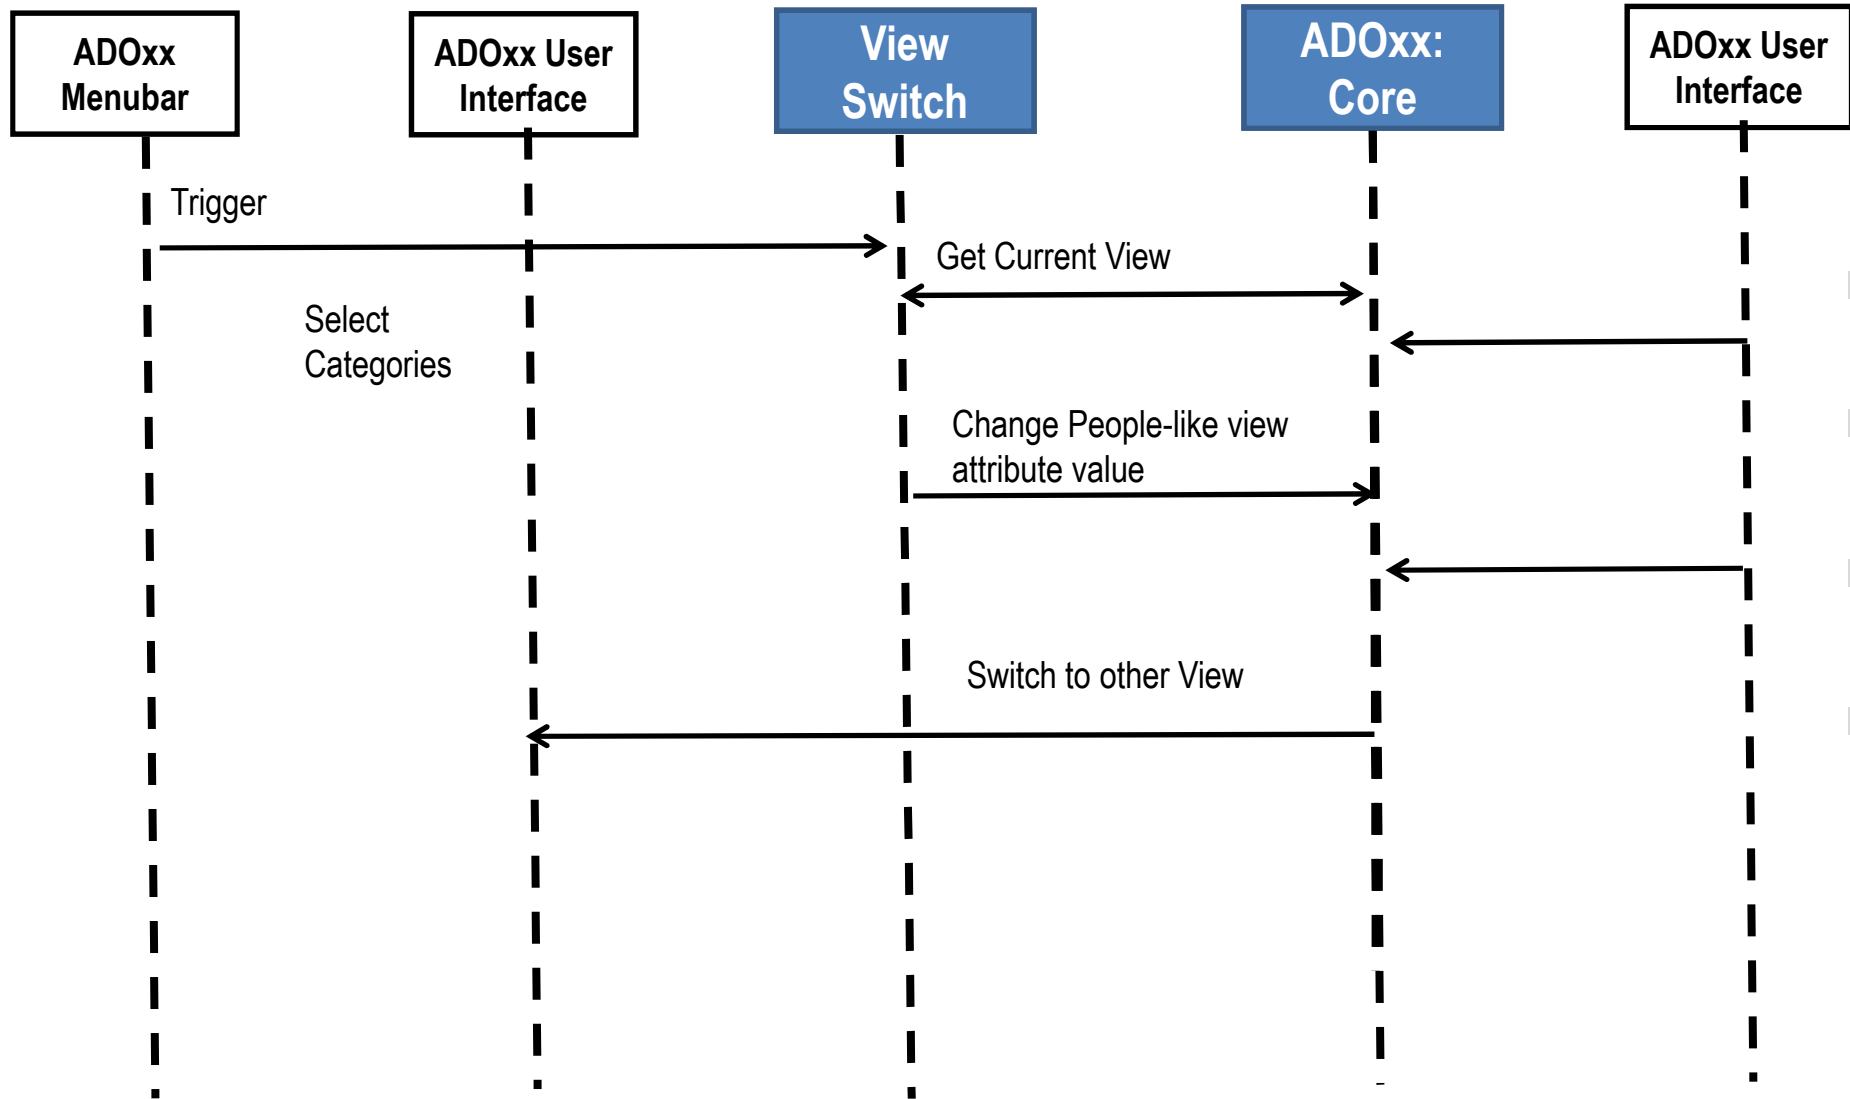 ADOxx
Menubar
ADOxx User
Interface
View
Switch
ADOxx:
Core
ADOxx User
Interface
Trigger
Get Current View
Select
Categories
Change People-like view
attribute value
Switch to other View